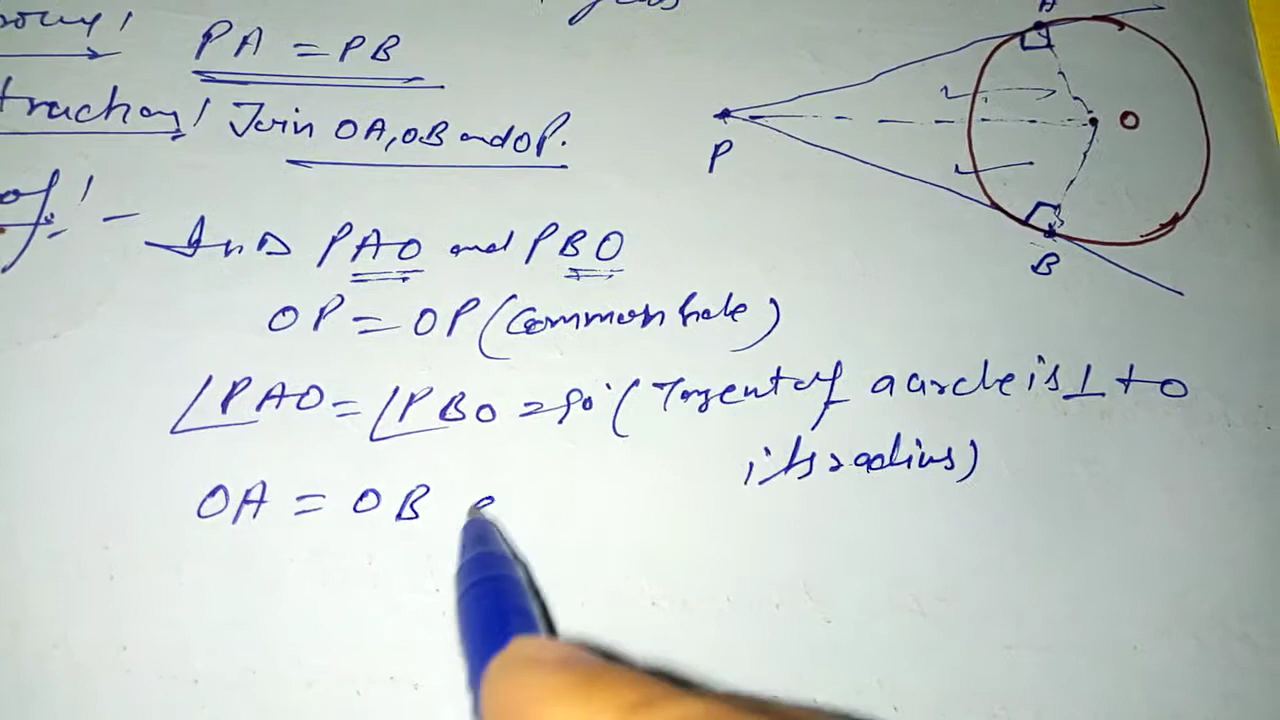 PA = PB
Join OA, OB and OP.
A
O
P
B
In Δ PAO and PBO
OP = OP (Common
∠PAO = ∠PBO = 90° (Tangent of a circle is ⊥ to
its radius)
OA = OB